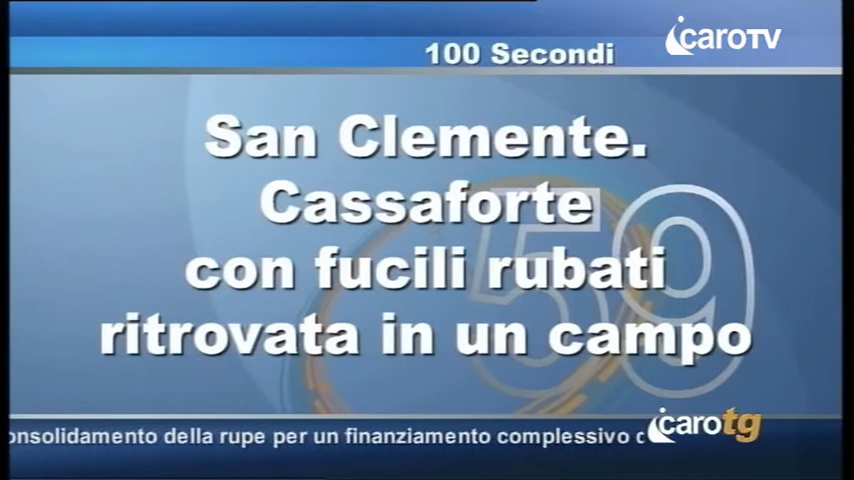 100 Secondi
icaroTV
San Clemente.
Cassaforte
con fucili rubati
ritrovata in un campo
59
onsolidamento della rupe per un finanziamento complessivo
icarotg